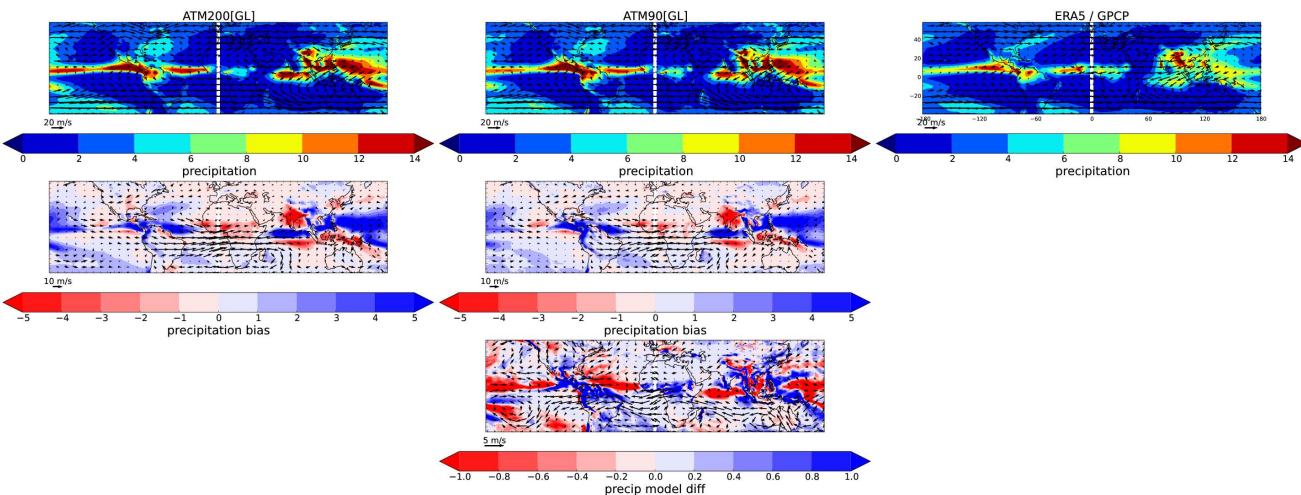 ATM200[GL]
ATM90[GL]
ERA5 / GPCP
40
20
0
−20
−120
−60
0
60
120
180
20 m/s
20 m/s
20 m/s
0 2 4 6 8 10 12 14
0 2 4 6 8 10 12 14
0 2 4 6 8 10 12 14
precipitation
precipitation
precipitation
10 m/s
10 m/s
−5 −4 −3 −2 −1 0 1 2 3 4 5
−5 −4 −3 −2 −1 0 1 2 3 4 5
precipitation bias
precipitation bias
5 m/s
−1.0 −0.8 −0.6 −0.4 −0.2 0.0 0.2 0.4 0.6 0.8 1.0
precip model diff